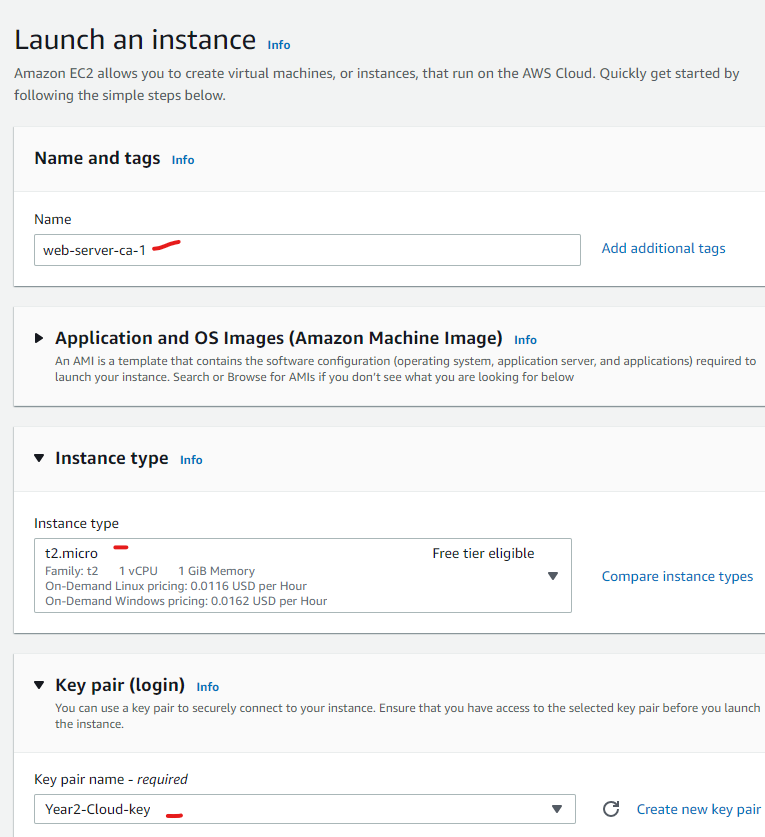 Launch an instance Info
Amazon EC2 allows you to create virtual machines, or instances, that run on the AWS Cloud. Quickly get started by
following the simple steps below.
Name and tags Info
Name
web-server-ca-1
Add additional tags
Application and OS Images (Amazon Machine Image) Info
An AMI is a template that contains the software configuration (operating system, application server, and applications) required to
launch your instance. Search or Browse for AMIs if you don't see what you are looking for below
Instance type Info
Instance type
t2.micro Free tier eligible
Family: t2 1 vCPU 1 GiB Memory
On-Demand Linux pricing: 0.0116 USD per Hour
On-Demand Windows pricing: 0.0162 USD per Hour
Compare instance types
Key pair (login) Info
You can use a key pair to securely connect to your instance. Ensure that you have access to the selected key pair before you launch
the instance.
Key pair name - required
Year2-Cloud-key
Create new key pair